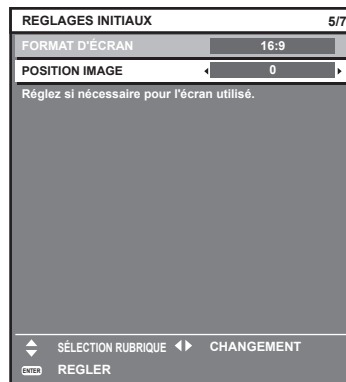 REGLAGES INITIAUX 5/7
FORMAT D'ÉCRAN 16:9
POSITION IMAGE 0
Réglez si nécessaire pour l'écran utilisé.
SÉLECTION RUBRIQUE CHANGEMENT
ENTER REGLER